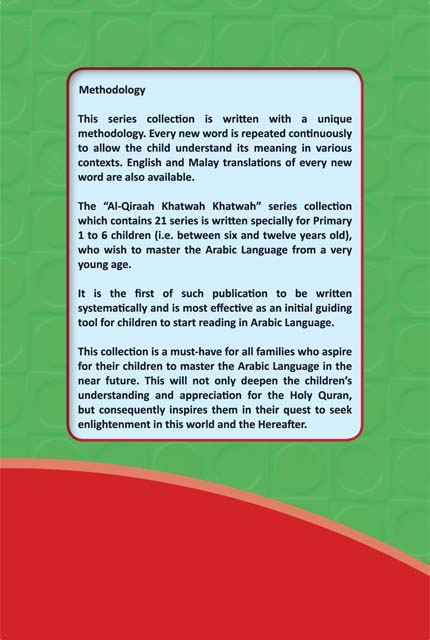 Methodology
This series collection is written with a unique
methodology. Every new word is repeated continuously
to allow the child understand its meaning in various
contexts. English and Malay translations of every new
word are also available.
The “Al-Qiraah Khatwah Khatwah” series collection
which contains 21 series is written specially for Primary
1 to 6 children (i.e. between six and twelve years old),
who wish to master the Arabic Language from a very
young age.
It is the first of such publication to be written
systematically and is most effective as an initial guiding
tool for children to start reading in Arabic Language.
This collection is a must-have for all families who aspire
for their children to master the Arabic Language in the
near future. This will not only deepen the children’s
understanding and appreciation for the Holy Quran,
but consequently inspires them in their quest to seek
enlightenment in this world and the Hereafter.